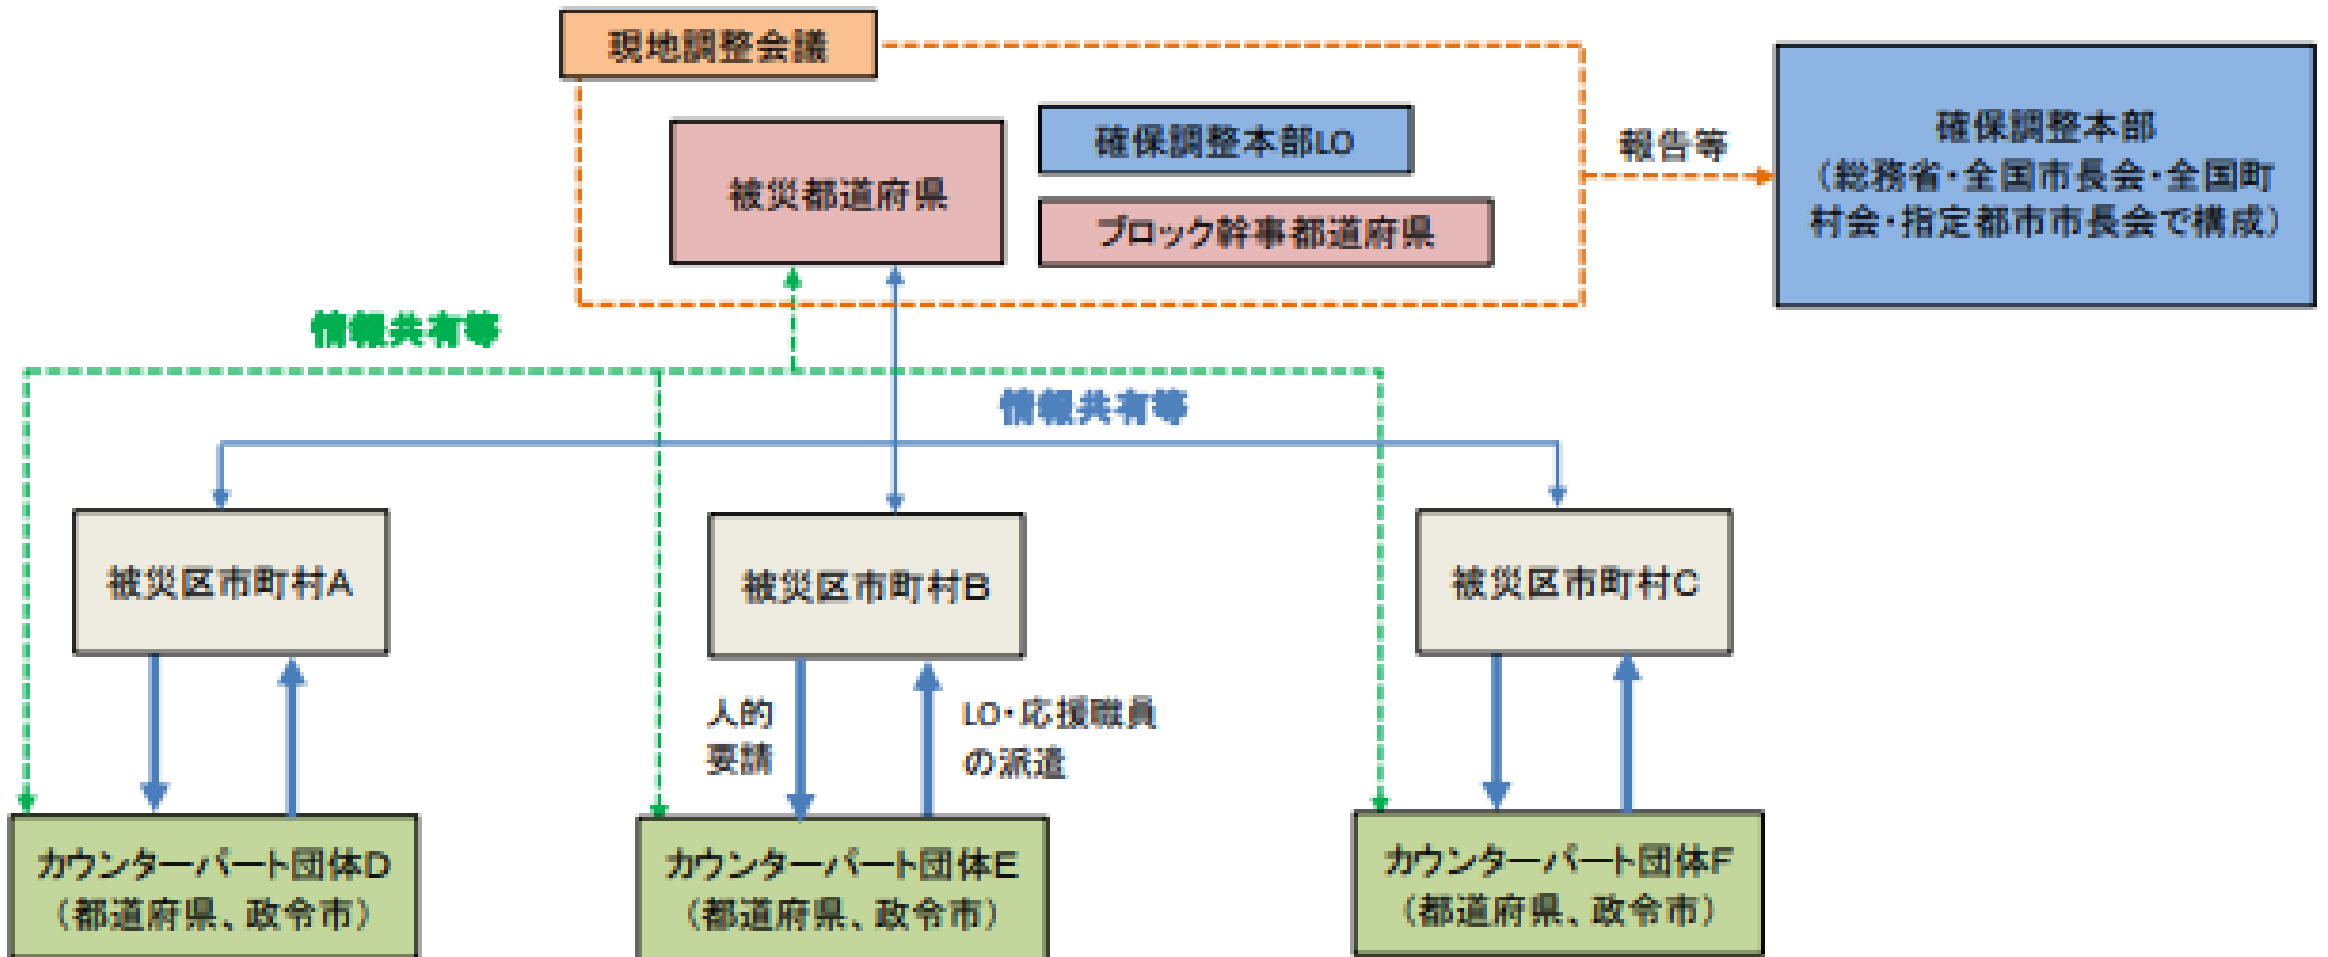 現地調整会議
被災都道府県
確保調整本部LO
ブロック幹事都道府県
報告等
確保調整本部
（総務省・全国市長会・全国町
村会・指定都市市長会で構成）
情報共有等
情報共有等
被災区市町村A
被災区市町村B
被災区市町村C
人的
要請
LO・応援職員
の派遣
カウンターパート団体D
（都道府県、政令市）
カウンターパート団体E
（都道府県、政令市）
カウンターパート団体F
（都道府県、政令市）